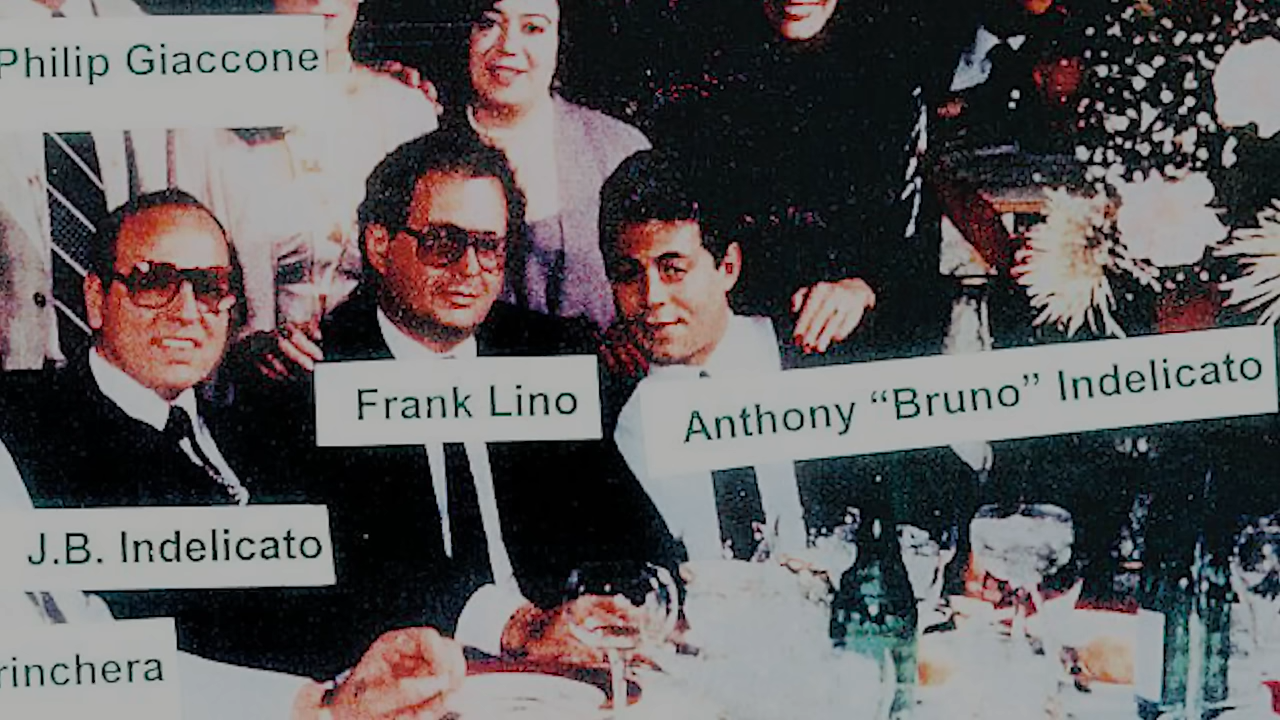 Philip Giaccone
Frank Lino
Anthony “Bruno” Indelicato
J.B. Indelicato
rinchera